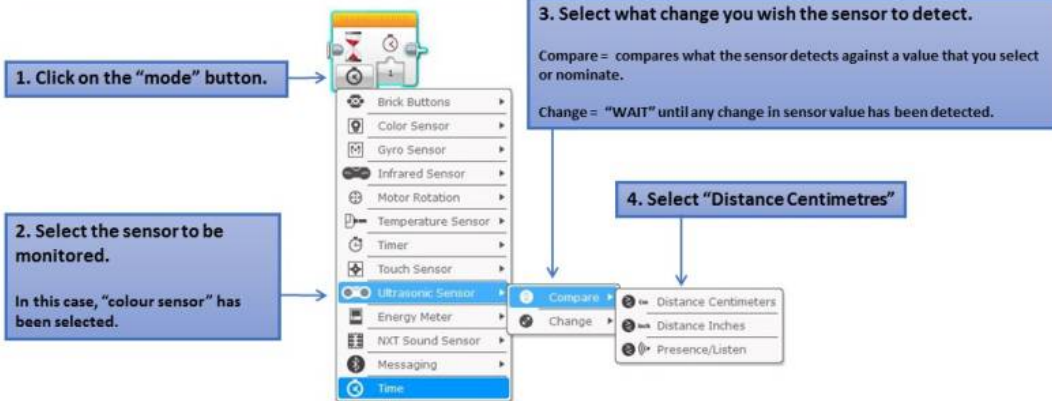 1. Click on the “mode” button.
1
Brick Buttons
Color Sensor
Gyro Sensor
Infrared Sensor
Motor Rotation
Temperature Sensor
Timer
Touch Sensor
Ultrasonic Sensor
Energy Meter
NXT Sound Sensor
Messaging
Time
2. Select the sensor to be
monitored.
In this case, “colour sensor” has
been selected.
3. Select what change you wish the sensor to detect.
Compare = compares what the sensor detects against a value that you select
or nominate.
Change = “WAIT” until any change in sensor value has been detected.
Compare
Change
4. Select “Distance Centimetres”
Distance Centimeters
Distance Inches
Presence/Listen